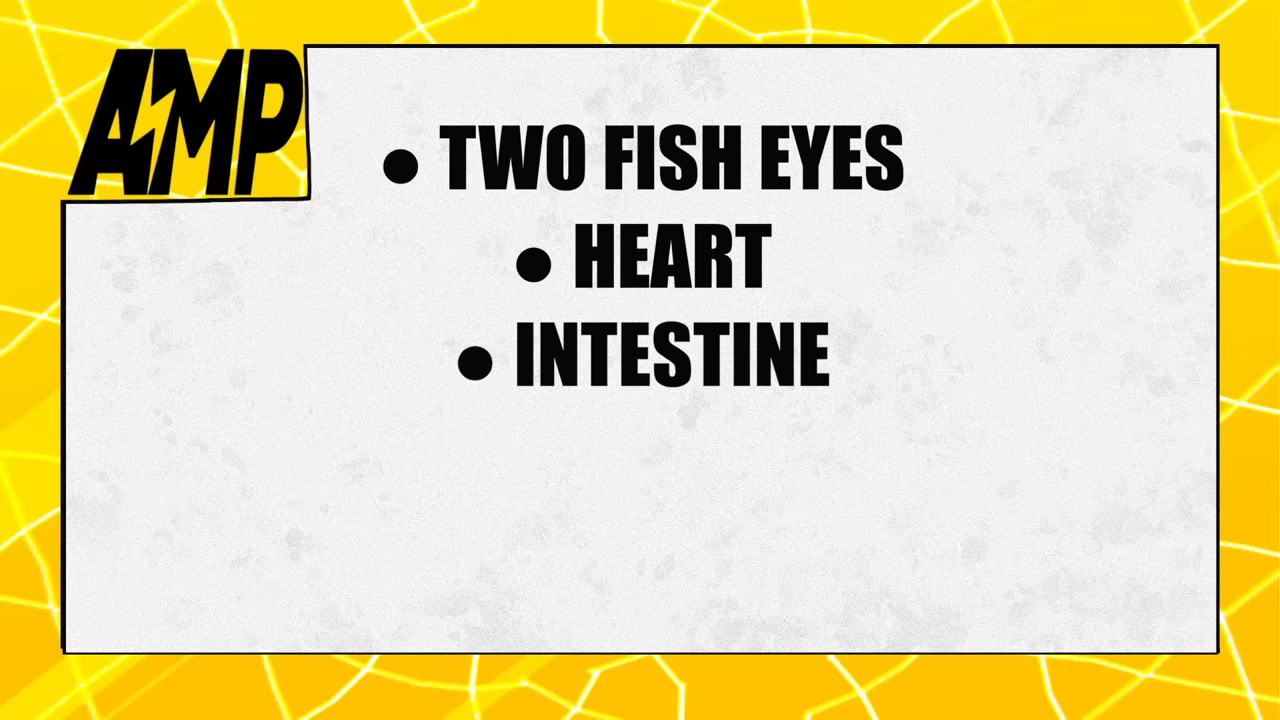 AMP
• TWO FISH EYES
• HEART
• INTESTINE